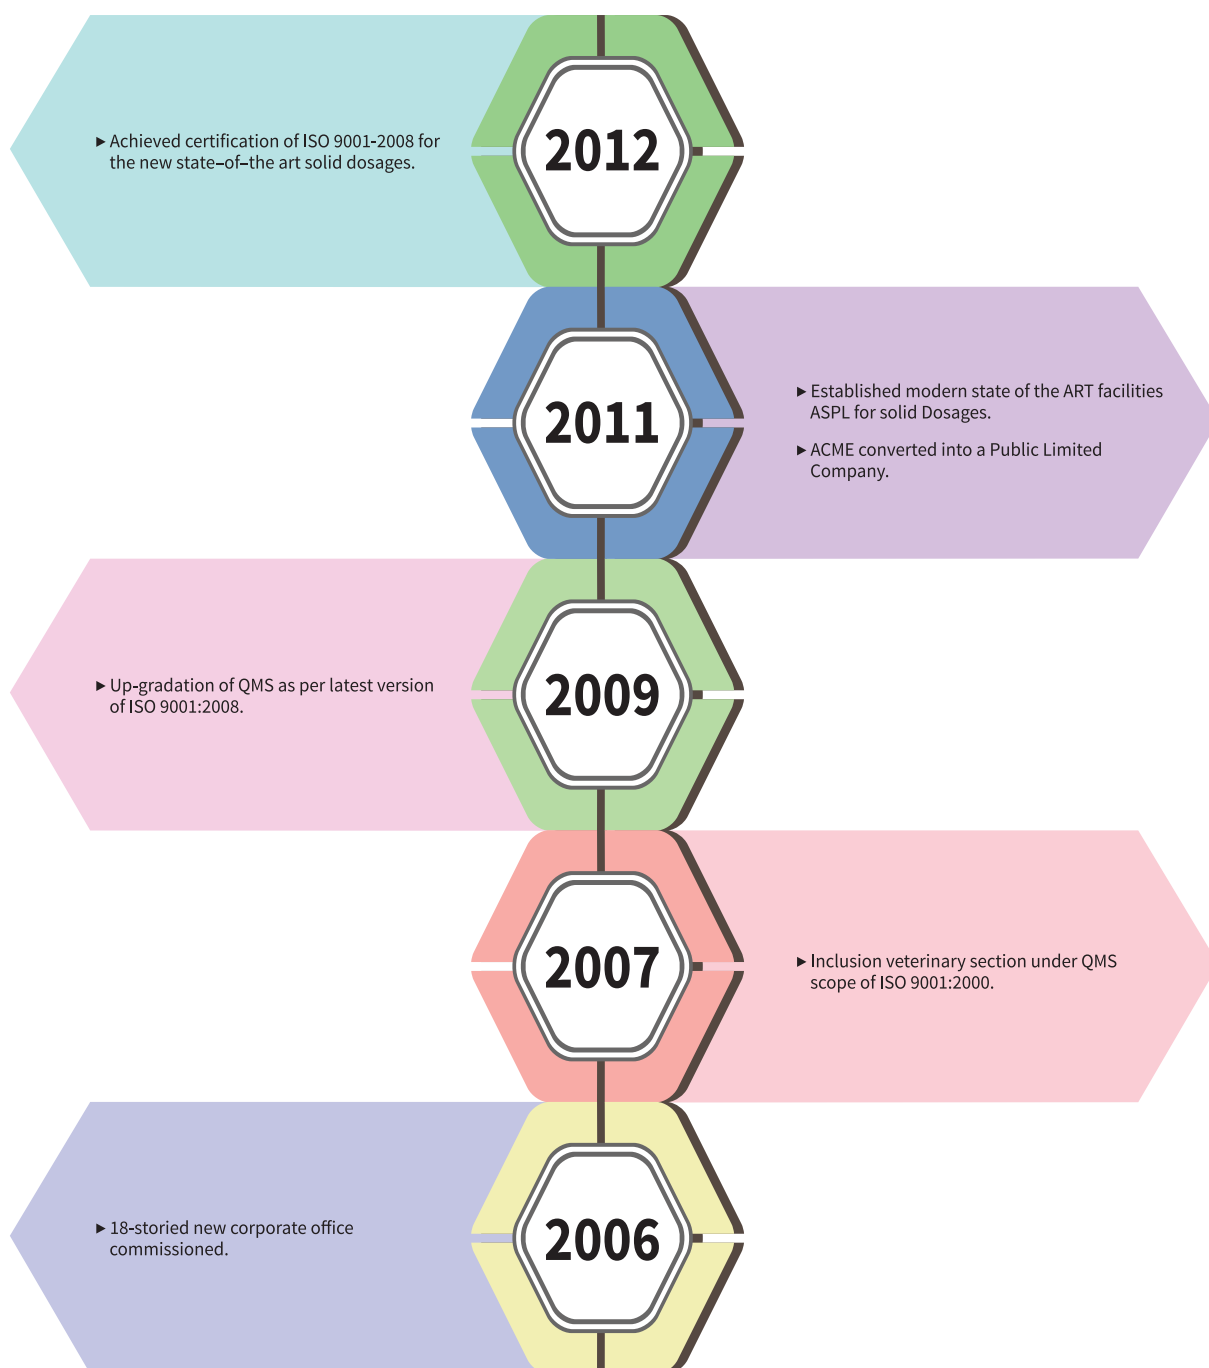 2012
► Achieved certification of ISO 9001-2008 for
the new state–of–the art solid dosages.
2011
► Established modern state of the ART facilities
ASPL for solid Dosages.
► ACME converted into a Public Limited
Company.
2009
► Up-gradation of QMS as per latest version
of ISO 9001:2008.
2007
► Inclusion veterinary section under QMS
scope of ISO 9001:2000.
2006
► 18-storied new corporate office
commissioned.